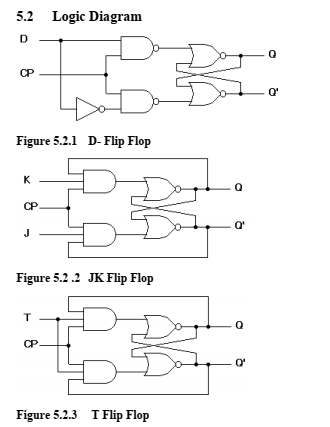 5.2 Logic Diagram
D
Q
CP
Q'
Figure 5.2.1 D- Flip Flop
K
Q
CP
Q'
J
Figure 5.2 .2 JK Flip Flop
T
Q
CP
Q'
Figure 5.2.3 T Flip Flop